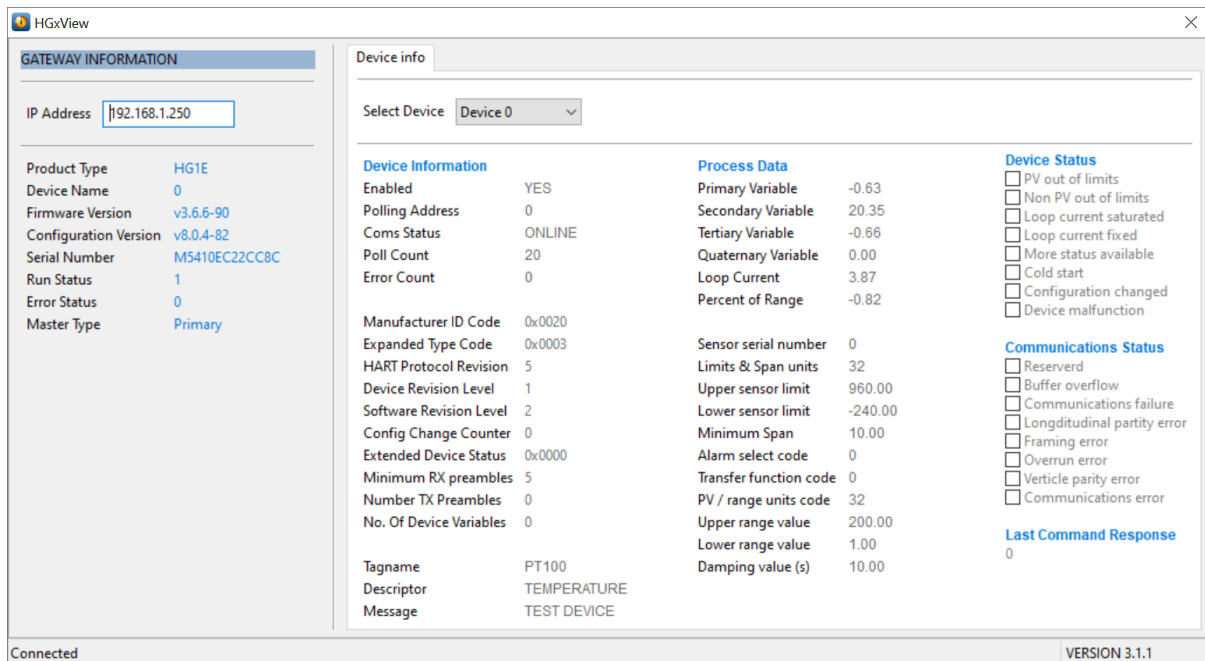 HGxView
GATEWAY INFORMATION
IP Address 192.168.1.250
Product Type HG1E
Device Name 0
Firmware Version v3.6.6-90
Configuration Version v8.0.4-82
Serial Number M5410EC22CC8C
Run Status 1
Error Status 0
Master Type Primary
Device info
Select Device Device 0
Device Information
Enabled YES
Polling Address 0
Coms Status ONLINE
Poll Count 20
Error Count 0
Manufacturer ID Code 0x0020
Expanded Type Code 0x0003
HART Protocol Revision 5
Device Revision Level 1
Software Revision Level 2
Config Change Counter 0
Extended Device Status 0x0000
Minimum RX preambles 5
Number TX Preambles 0
No. Of Device Variables 0
Tagname PT100
Descriptor TEMPERATURE
Message TEST DEVICE
Process Data
Primary Variable -0.63
Secondary Variable 20.35
Tertiary Variable -0.66
Quaternary Variable 0.00
Loop Current 3.87
Percent of Range -0.82
Sensor serial number 0
Limits & Span units 32
Upper sensor limit 960.00
Lower sensor limit -240.00
Minimum Span 10.00
Alarm select code 0
Transfer function code 0
PV / range units code 32
Upper range value 200.00
Lower range value 1.00
Damping value (s) 10.00
Device Status
PV out of limits
Non PV out of limits
Loop current saturated
Loop current fixed
More status available
Cold start
Configuration changed
Device malfunction
Communications Status
Reserverd
Buffer overflow
Communications failure
Longditudinal partity error
Framing error
Overrun error
Verticle parity error
Communications error
Last Command Response
0
Connected
VERSION 3.1.1